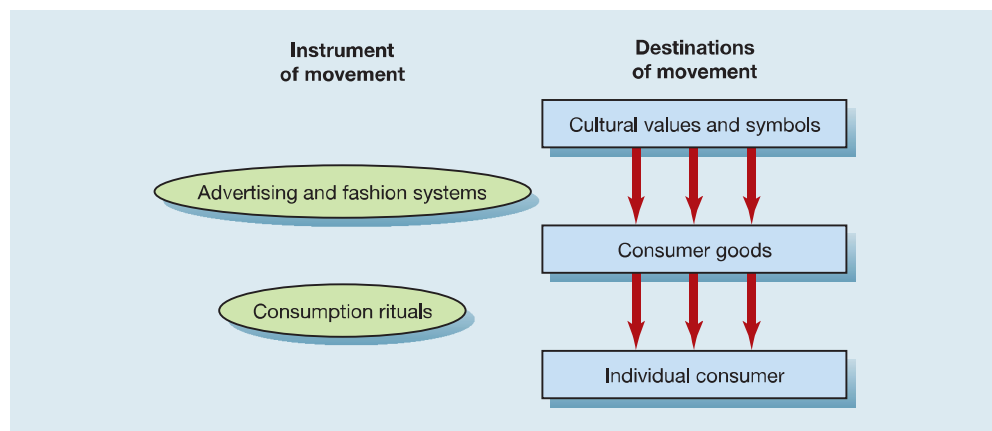 Instrument
of movement
Destinations
of movement
Cultural values and symbols
Advertising and fashion systems
Consumer goods
Consumption rituals
Individual consumer